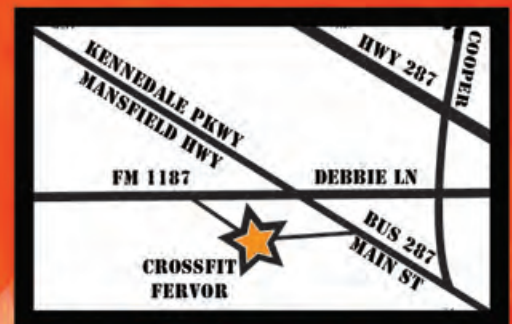 KENNEDALE PKWY
MANSFIELD HWY
HWY 287
COOPER
FM 1187
DEBBIE LN
BUS 287
MAIN ST
CROSSFIT
FERVOR